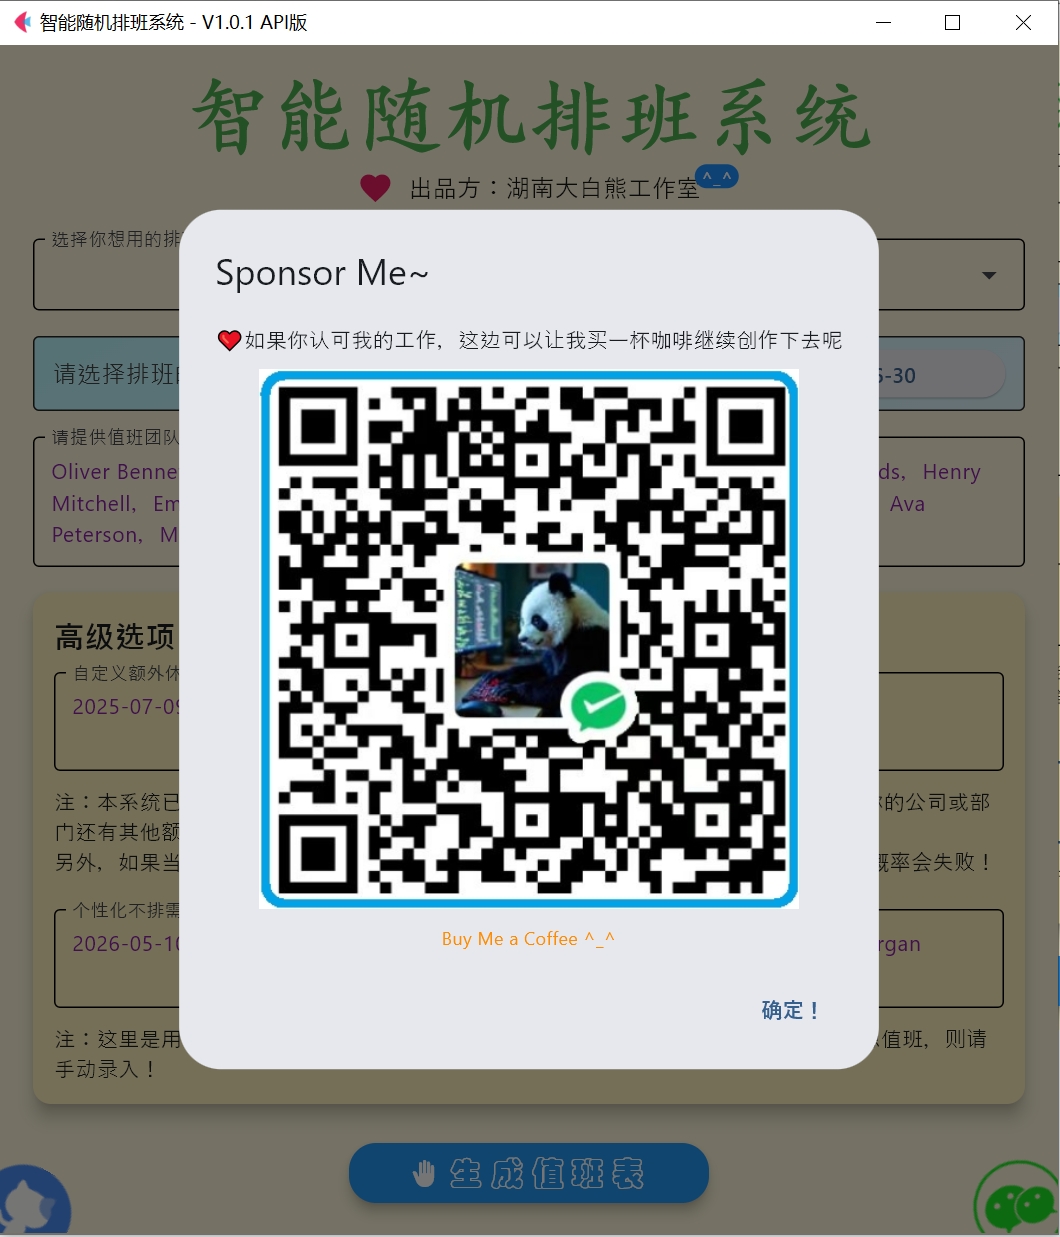 智能随机排班系统 - V1.0.1 API版
智能随机排班系统
出品方：湖南大白熊工作室
^_^
选择你想用的排
请选择排班
5-30
请提供值班团队
Oliver Benne
ds, Henry
Mitchell, Em
Ava
Peterson, M
高级选项
自定义额外休
2025-07-09
注：本系统已
的公司或部
门还有其他额
另外，如果当
概率会失败！
个性化不排需
2026-05-10
rgan
注：这里是用
值班，则请
手动录入！
生成值班表
Sponsor Me~
❤如果你认可我的工作，这边可以让我买一杯咖啡继续创作下去呢
Buy Me a Coffee ^_^
确定！